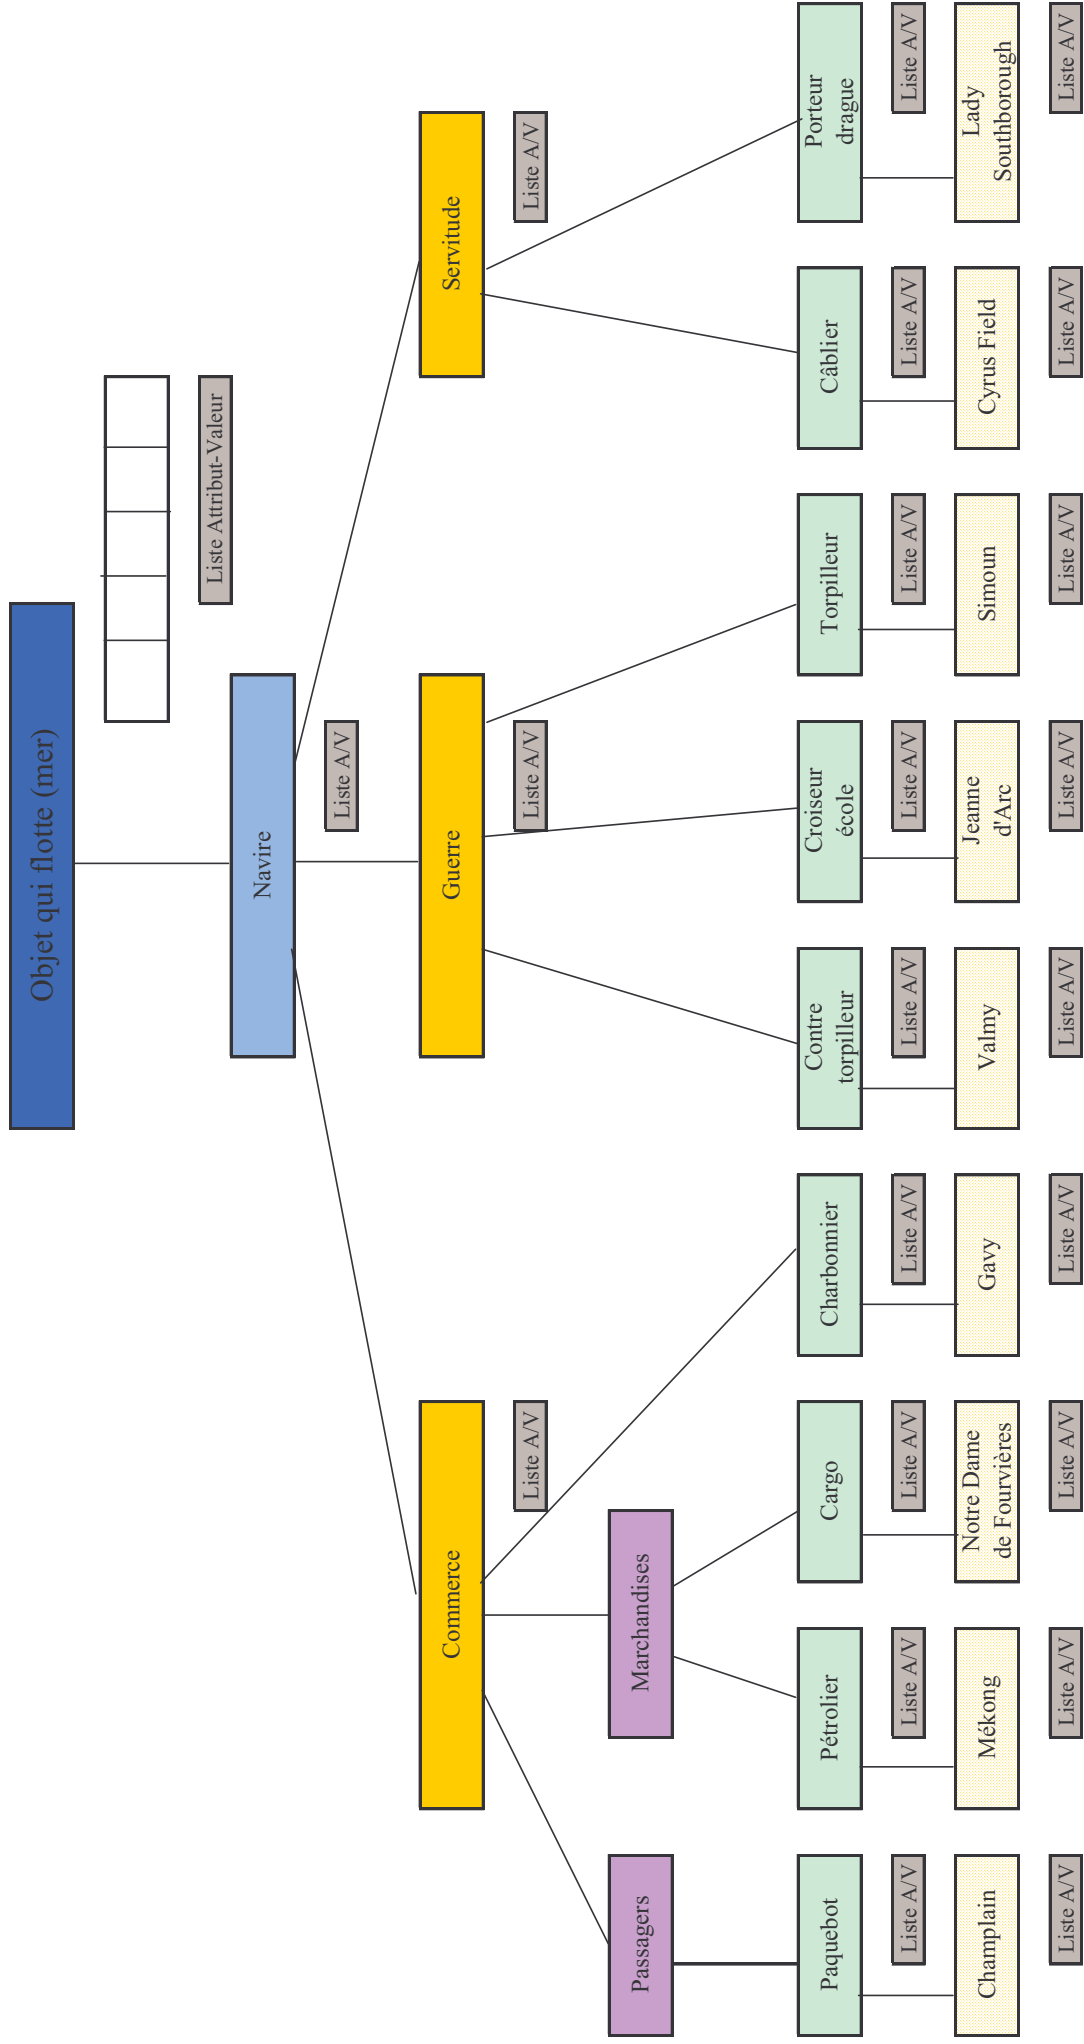 Objet qui flotte (mer)
Liste Attribut-Valeur
Navire
Liste A/V
Commerce
Liste A/V
Guerre
Liste A/V
Servitude
Liste A/V
Passagers
Marchandises
Paquebot
Liste A/V
Pétrolier
Liste A/V
Cargo
Liste A/V
Charbonnier
Liste A/V
Contre
torpilleur
Liste A/V
Croiseur
école
Liste A/V
Torpilleur
Liste A/V
Câblier
Liste A/V
Porteur
drague
Liste A/V
Champlain
Liste A/V
Mékong
Liste A/V
Notre Dame
de Fourvières
Liste A/V
Gavy
Liste A/V
Valmy
Liste A/V
Jeanne
d'Arc
Liste A/V
Simoun
Liste A/V
Cyrus Field
Liste A/V
Lady
Southborough
Liste A/V